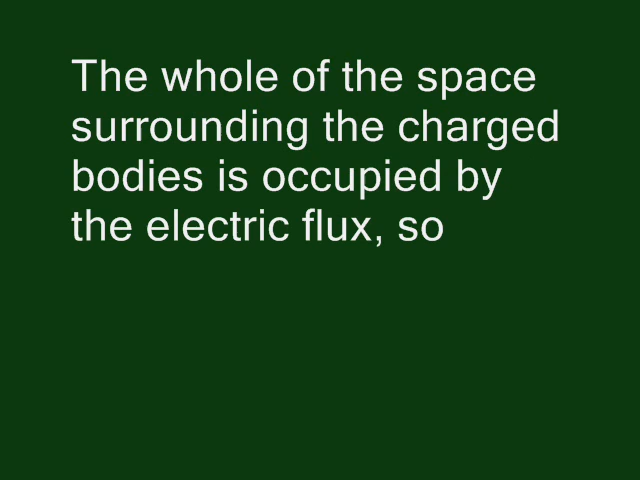 The whole of the space
surrounding the charged
bodies is occupied by
the electric flux, so